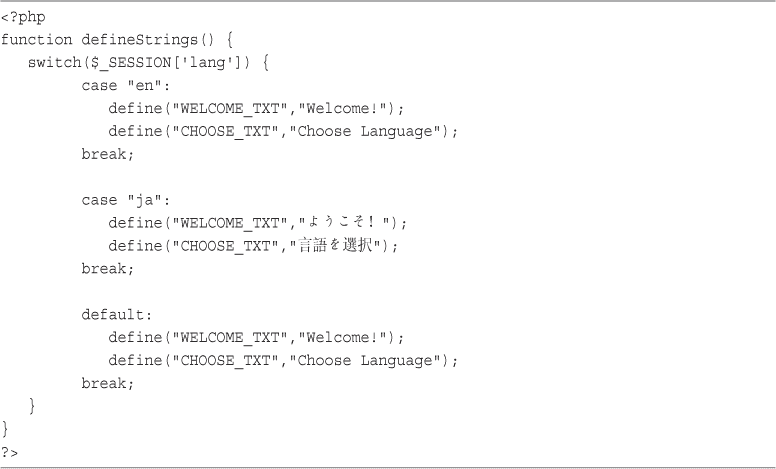 <?php
function defineStrings() {
   switch($_SESSION['lang']) {
         case "en":
            define("WELCOME_TXT","Welcome!");
            define("CHOOSE_TXT","Choose Language");
         break;

         case "ja":
            define("WELCOME_TXT","ようこそ！");
            define("CHOOSE_TXT","言語を選択");
         break;

         default:
            define("WELCOME_TXT","Welcome!");
            define("CHOOSE_TXT","Choose Language");
         break;
   }
}
?>